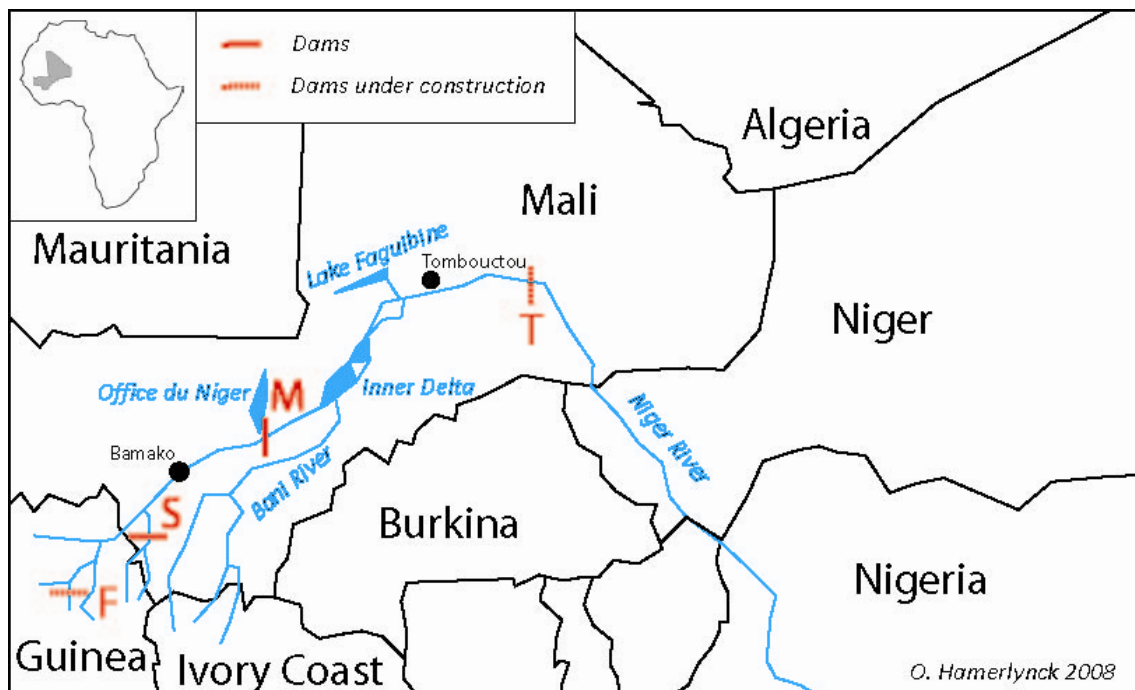 Dams
Dams under construction
Algeria
Mali
Mauritania
Lake Faguibine
Tombouctou
T
Niger
Office du Niger
M
Inner Delta
Bamako
Bani River
Niger River
S
Burkina
F
Nigeria
Guinea
Ivory Coast
O. Hamerlynck 2008